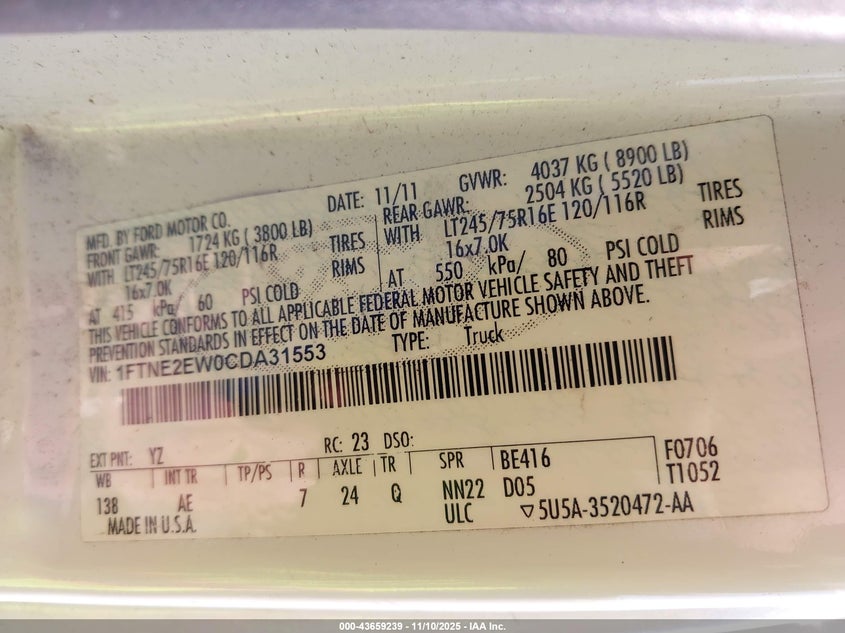 MFD. BY FORD MOTOR CO.
DATE: 11/11
GVWR: 4037 KG ( 8900 LB)
FRONT GAWR: 1724 KG ( 3800 LB)
REAR GAWR: 2504 KG ( 5520 LB)
WITH LT245/75R16E 120/116R TIRES
WITH LT245/75R16E 120/116R TIRES
16x7.0K RIMS
16x7.0K RIMS
AT 415 kPa/ 60 PSI COLD
AT 550 kPa/ 80 PSI COLD
THIS VEHICLE CONFORMS TO ALL APPLICABLE FEDERAL MOTOR VEHICLE SAFETY AND THEFT
PREVENTION STANDARDS IN EFFECT ON THE DATE OF MANUFACTURE SHOWN ABOVE.
VIN: 1FTNE2EW0CDA31553
TYPE: Truck
EXT PNT: YZ
RC: 23 DSO:
WB INT TR TP/PS R AXLE TR SPR
BE416
F0706
138 AE 7 24 Q NN22
D05
T1052
MADE IN U.S.A.
ULC
▽5U5A-3520472-AA
000-43659239 - 11/10/2025 - IAA Inc.